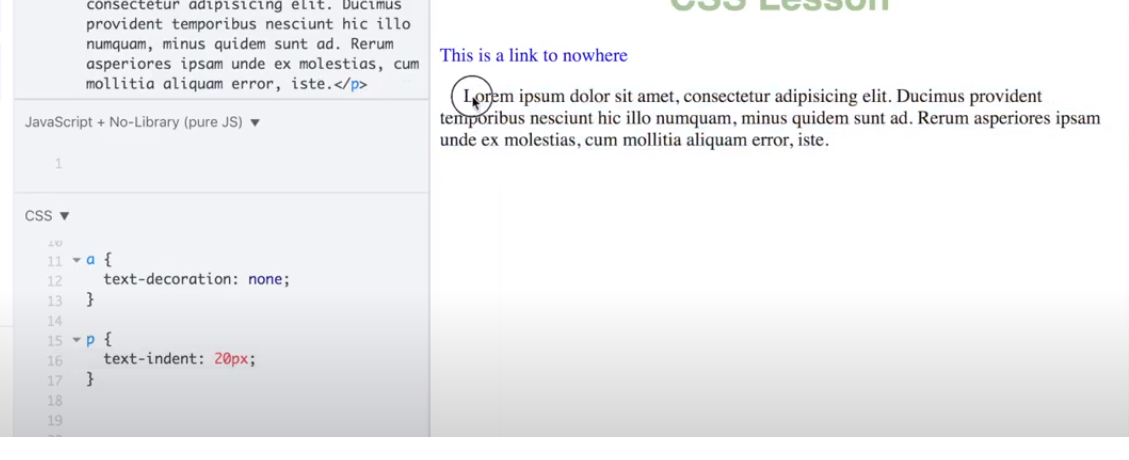 consectetur adipisicing elit. Ducimus
provident temporibus nesciunt hic illo
numquam, minus quidem sunt ad. Rerum
asperiores ipsam unde ex molestias, cum
mollitia aliquam error, iste.</p>
JavaScript + No-Library (pure JS) ▼
1
CSS ▼
10
11 a {
12 text-decoration: none;
13 }
14
15 p {
16 text-indent: 20px;
17 }
18
19
CSS Lesson
This is a link to nowhere
Lorem ipsum dolor sit amet, consectetur adipisicing elit. Ducimus provident
temporibus nesciunt hic illo numquam, minus quidem sunt ad. Rerum asperiores ipsam
unde ex molestias, cum mollitia aliquam error, iste.